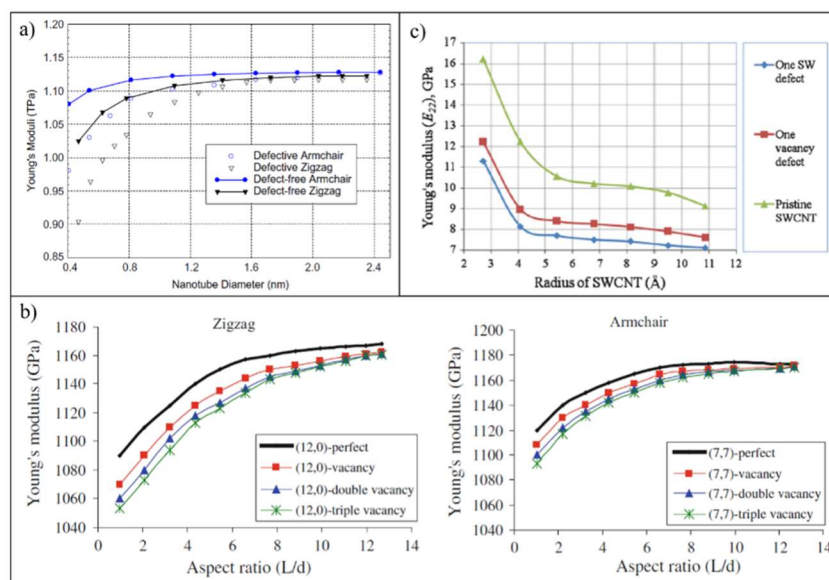 a)
Young's Moduli (TPa)
1.20
1.15
1.10
1.05
1.00
0.95
0.90
0.85
0.4
0.8
1.2
1.6
2.0
2.4
Nanotube Diameter (nm)
Defective Armchair
Defective Zigzag
Defect-free Armchair
Defect-free Zigzag
c)
Young's modulus (E22), GPa
17
16
15
14
13
12
11
10
9
8
7
2
3
4
5
6
7
8
9
10
11
12
Radius of SWCNT (Å)
One SW
defect
One
vacancy
defect
Pristine
SWCNT
b)
Zigzag
Young's modulus (GPa)
1180
1160
1140
1120
1100
1080
1060
1040
0
2
4
6
8
10
12
14
Aspect ratio (L/d)
(12,0)-perfect
(12,0)-vacancy
(12,0)-double vacancy
(12,0)-triple vacancy
Armchair
Young's modulus (GPa)
1200
1180
1160
1140
1120
1100
1080
1060
1040
0
2
4
6
8
10
12
14
Aspect ratio (L/d)
(7,7)-perfect
(7,7)-vacancy
(7,7)-double vacancy
(7,7)-triple vacancy